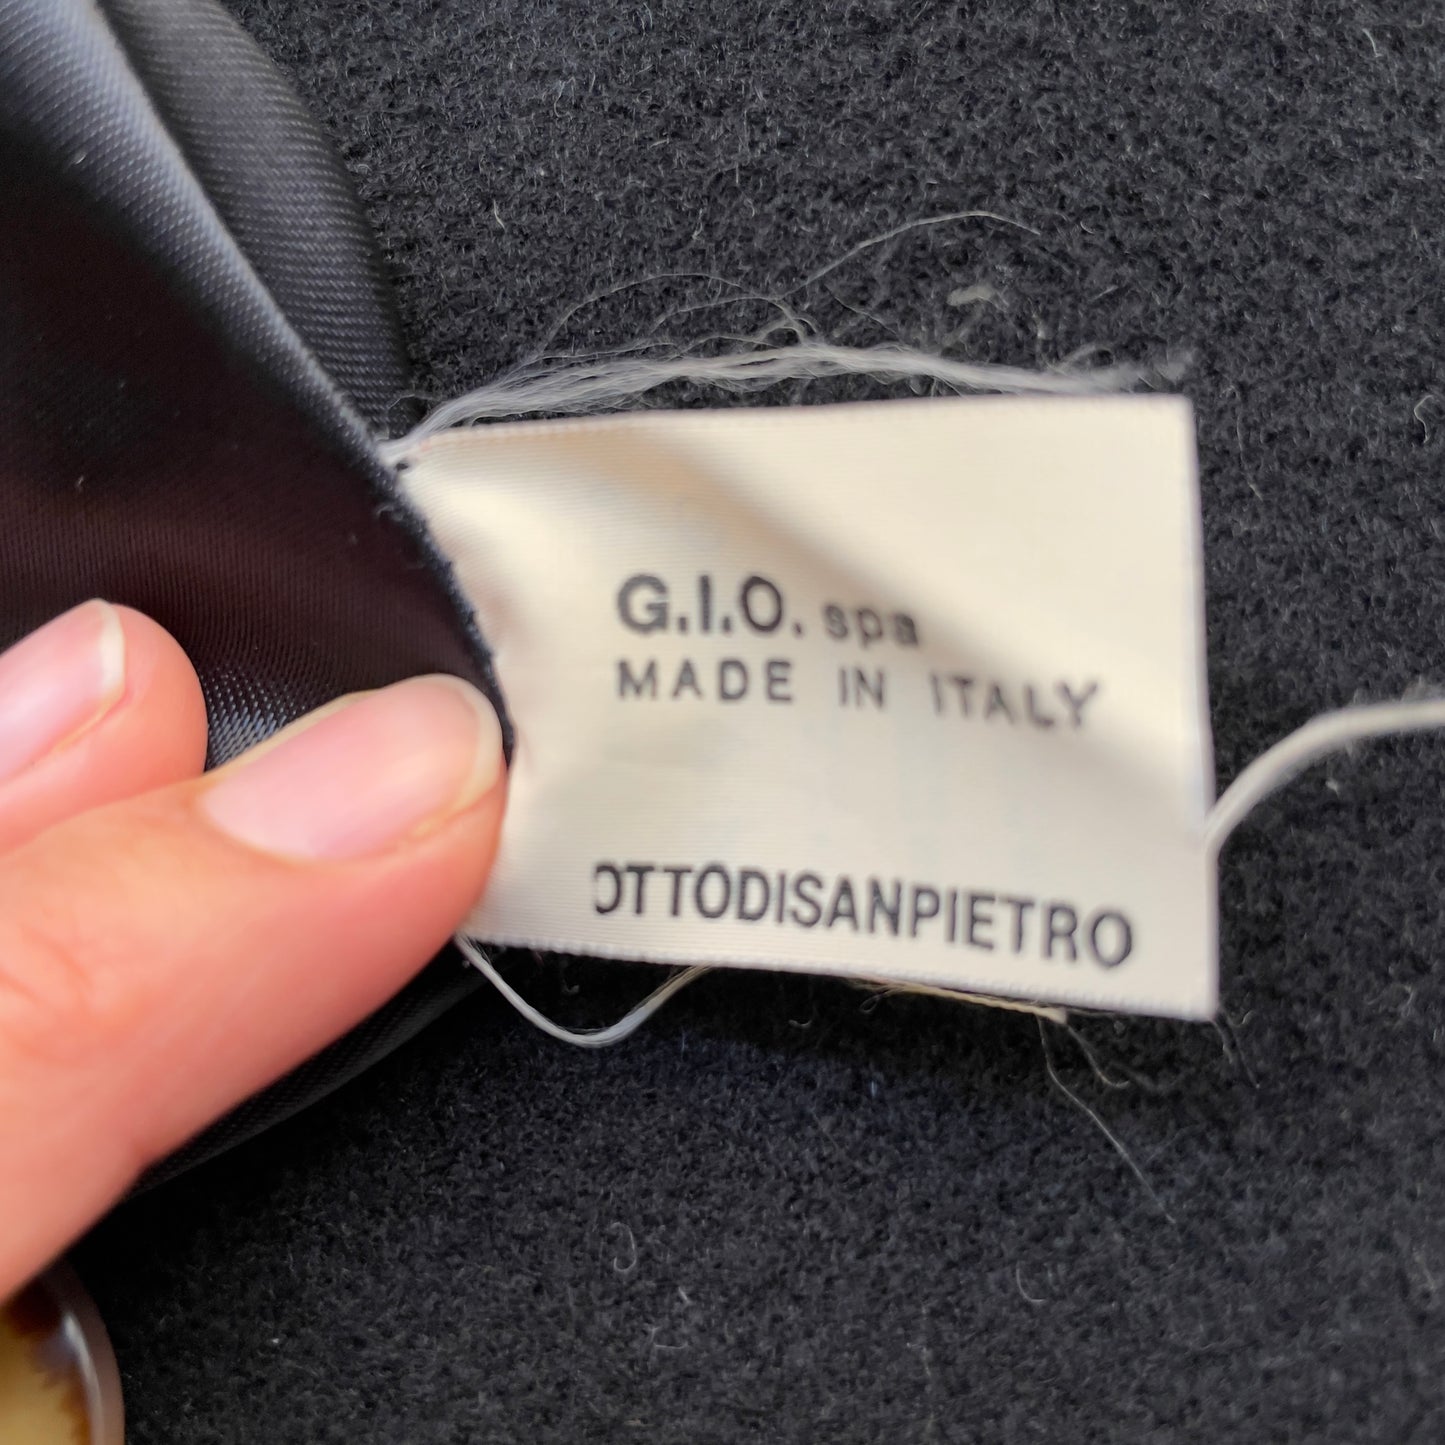 G.I.O. spa
MADE IN ITALY
OTTODISANPIETRO